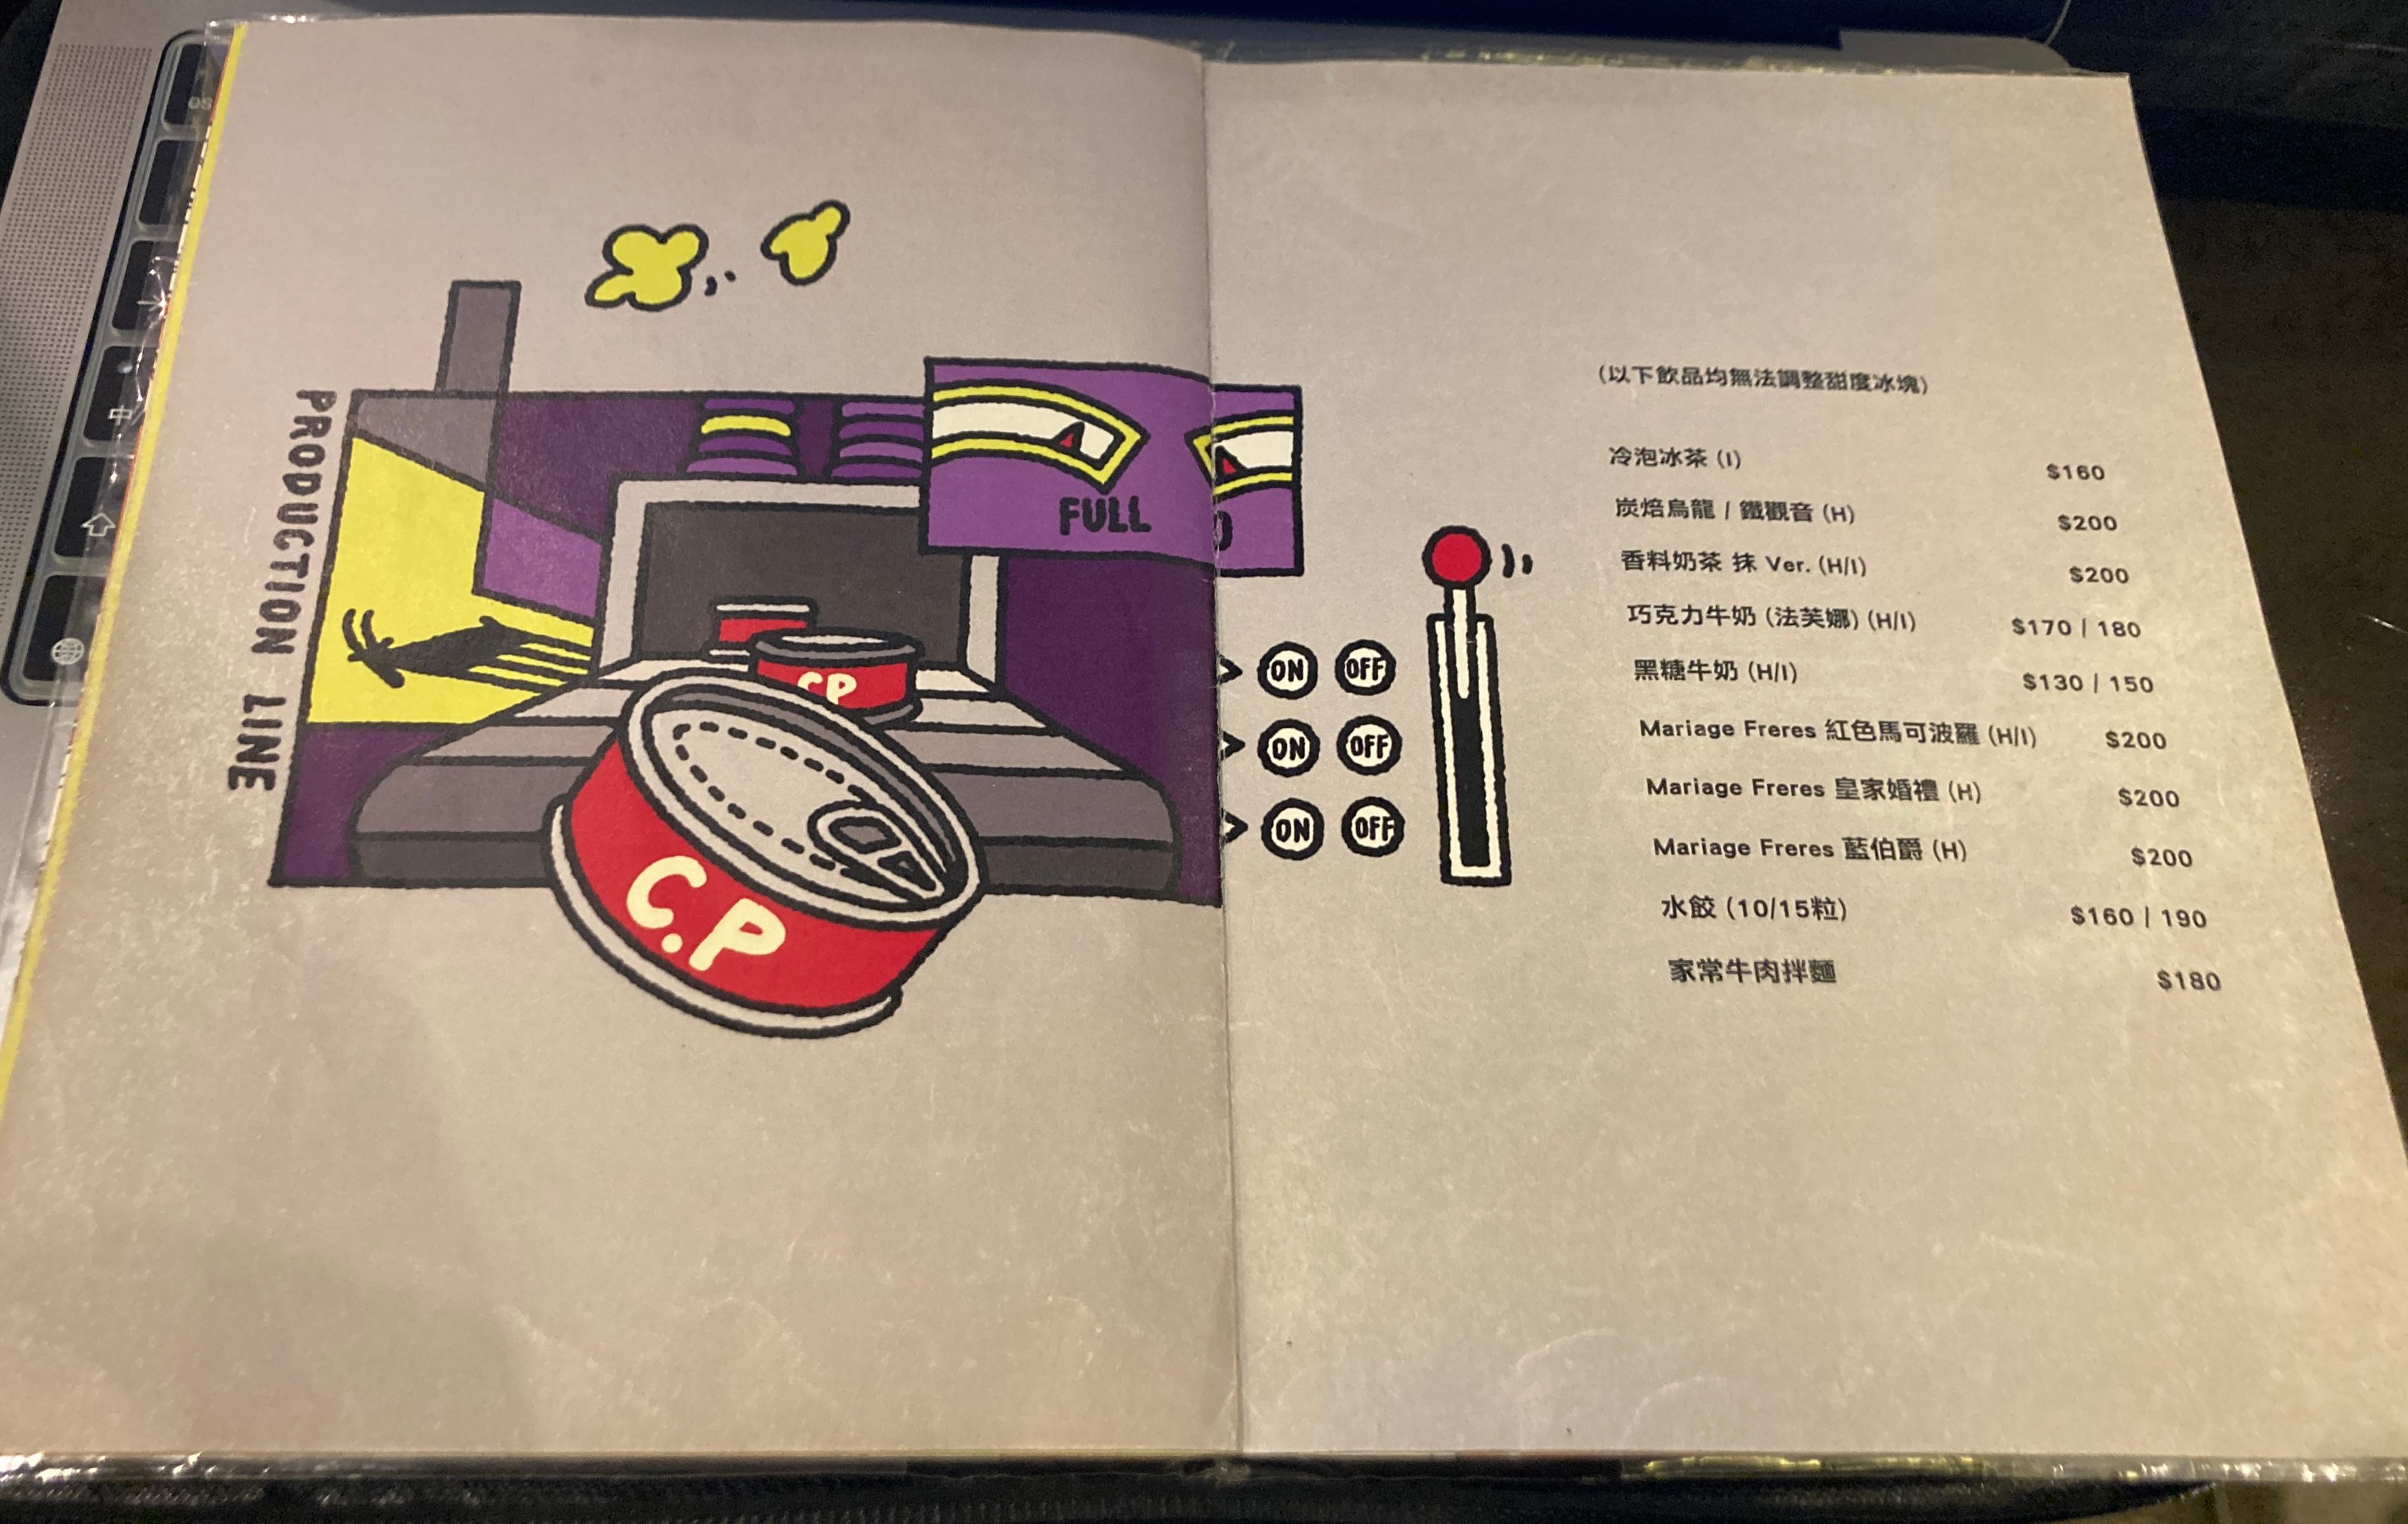 PRODUCTION LINE
FULL
C.P
C.P
ON OFF
ON OFF
ON OFF
(以下飲品均無法調整甜度冰塊)
冷泡冰茶 (I) $160
炭焙烏龍 / 鐵觀音 (H) $200
香料奶茶 抹 Ver. (H/I) $200
巧克力牛奶 (法芙娜) (H/I) $170 / 180
黑糖牛奶 (H/I) $130 / 150
Mariage Freres 紅色馬可波羅 (H/I) $200
Mariage Freres 皇家婚禮 (H) $200
Mariage Freres 藍伯爵 (H) $200
水餃 (10/15粒) $160 / 190
家常牛肉拌麵 $180
中